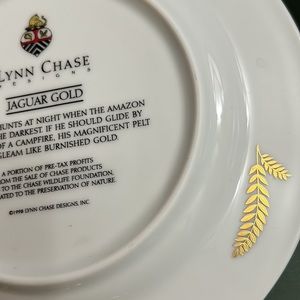 LYNN CHASE
DESIGNS
JAGUAR GOLD
HUNTS AT NIGHT WHEN THE AMAZON
THE DARKEST. IF HE SHOULD GLIDE BY
OF A CAMPFIRE, HIS MAGNIFICENT PELT
GLEAM LIKE BURNISHED GOLD.
A PORTION OF PRE-TAX PROFITS
FROM THE SALE OF CHASE PRODUCTS
TO THE CHASE WILDLIFE FOUNDATION,
ATED TO THE PRESERVATION OF NATURE.
©1998 LYNN CHASE DESIGNS, INC